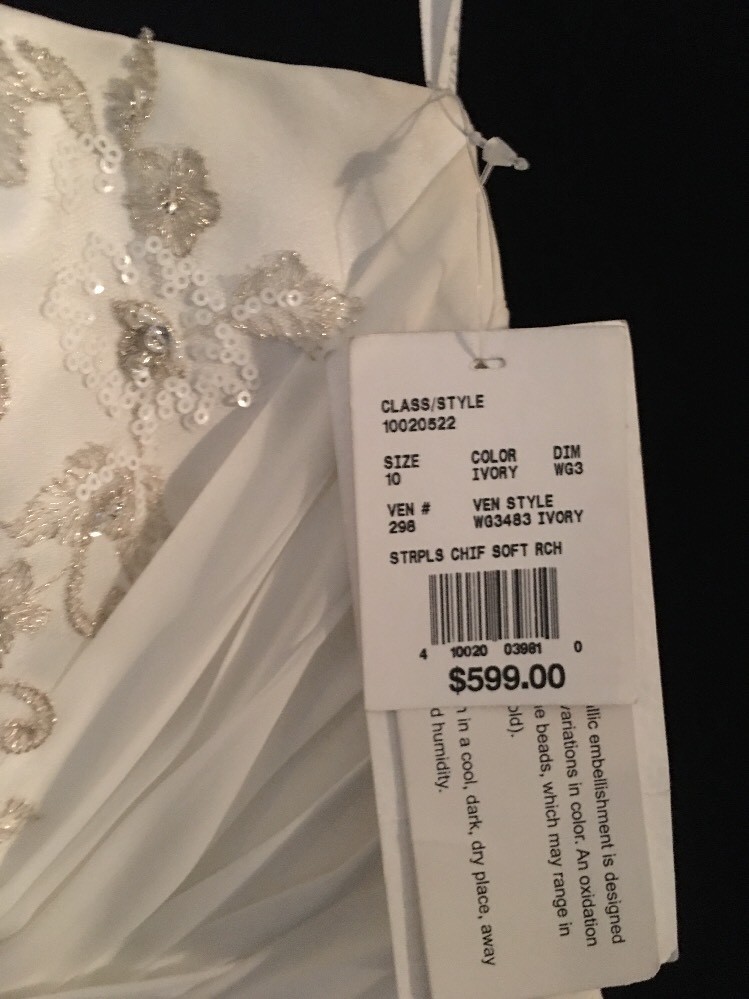 CLASS/STYLE
10020522
SIZE COLOR DIM
10 IVORY WG3
VEN # VEN STYLE
298 WG3483 IVORY
STRPLS CHIF SOFT RCH
4 10020 03981 0
$599.00
embellishment is designed
variations in color. An oxidation
beads, which may range in
in a cool, dark, dry place, away
humidity.